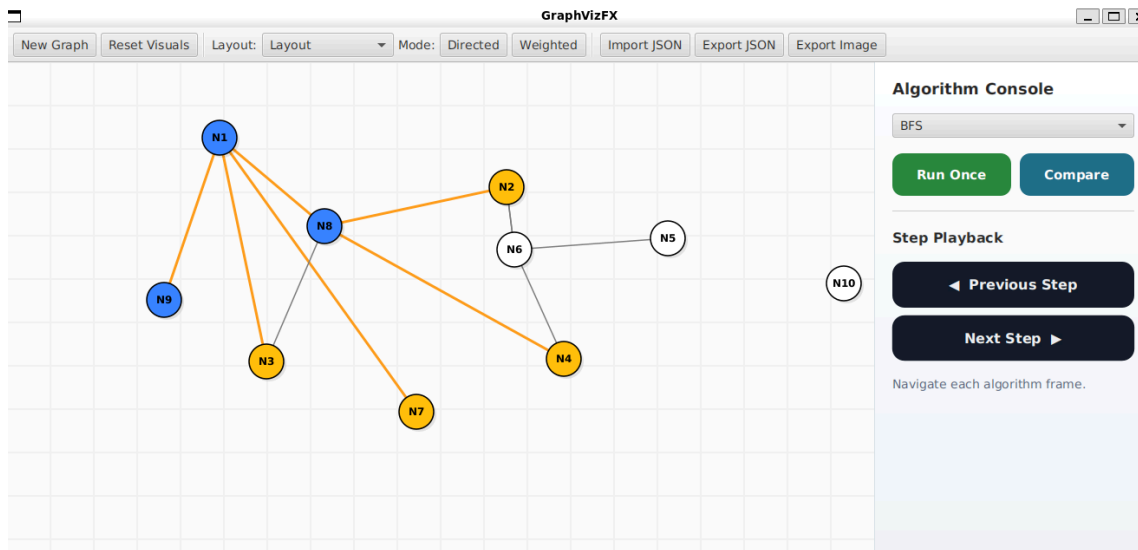 GraphVizFX
New Graph Reset Visuals Layout: Layout Mode: Directed Weighted Import JSON Export JSON Export Image
Algorithm Console
BFS
Run Once Compare
Step Playback
◀ Previous Step
Next Step ▶
Navigate each algorithm frame.
N1
N2
N8
N5
N6
N10
N9
N3
N4
N7